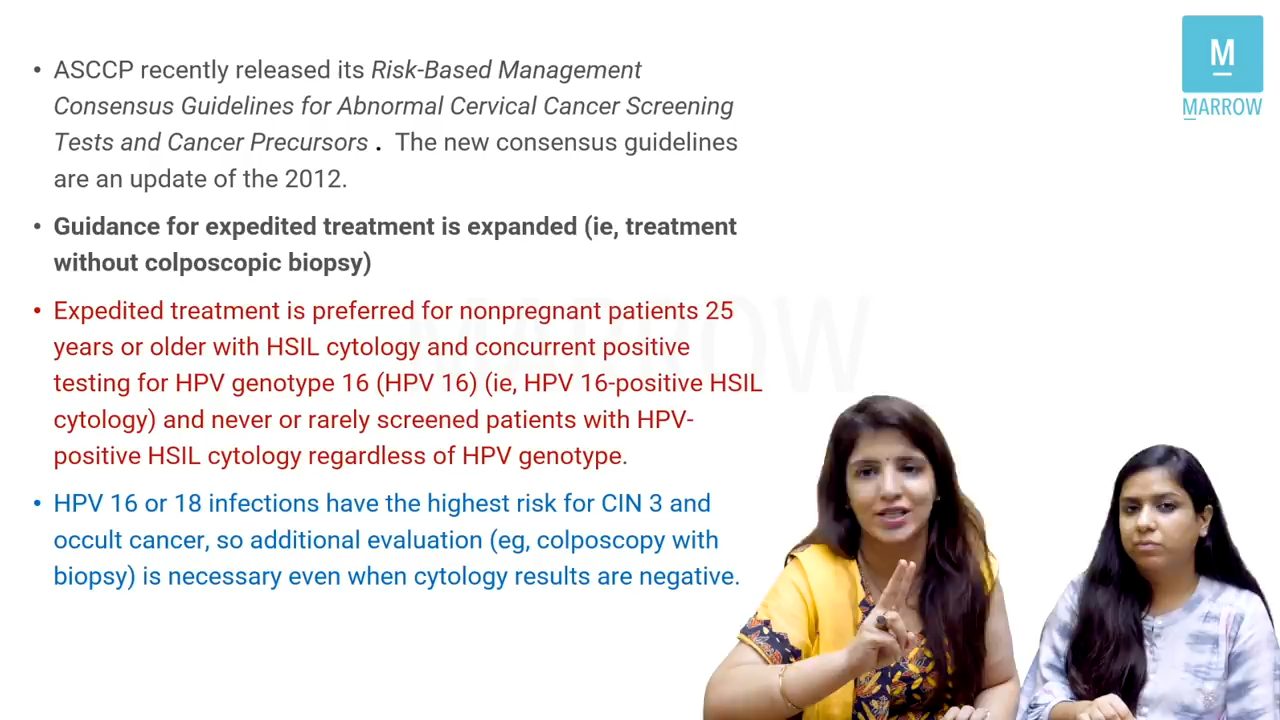 M
MARROW
• ASCCP recently released its Risk-Based Management
Consensus Guidelines for Abnormal Cervical Cancer Screening
Tests and Cancer Precursors . The new consensus guidelines
are an update of the 2012.
• Guidance for expedited treatment is expanded (ie, treatment
without colposcopic biopsy)
• Expedited treatment is preferred for nonpregnant patients 25
years or older with HSIL cytology and concurrent positive
testing for HPV genotype 16 (HPV 16) (ie, HPV 16-positive HSIL
cytology) and never or rarely screened patients with HPV-
positive HSIL cytology regardless of HPV genotype.
• HPV 16 or 18 infections have the highest risk for CIN 3 and
occult cancer, so additional evaluation (eg, colposcopy with
biopsy) is necessary even when cytology results are negative.
MARROW